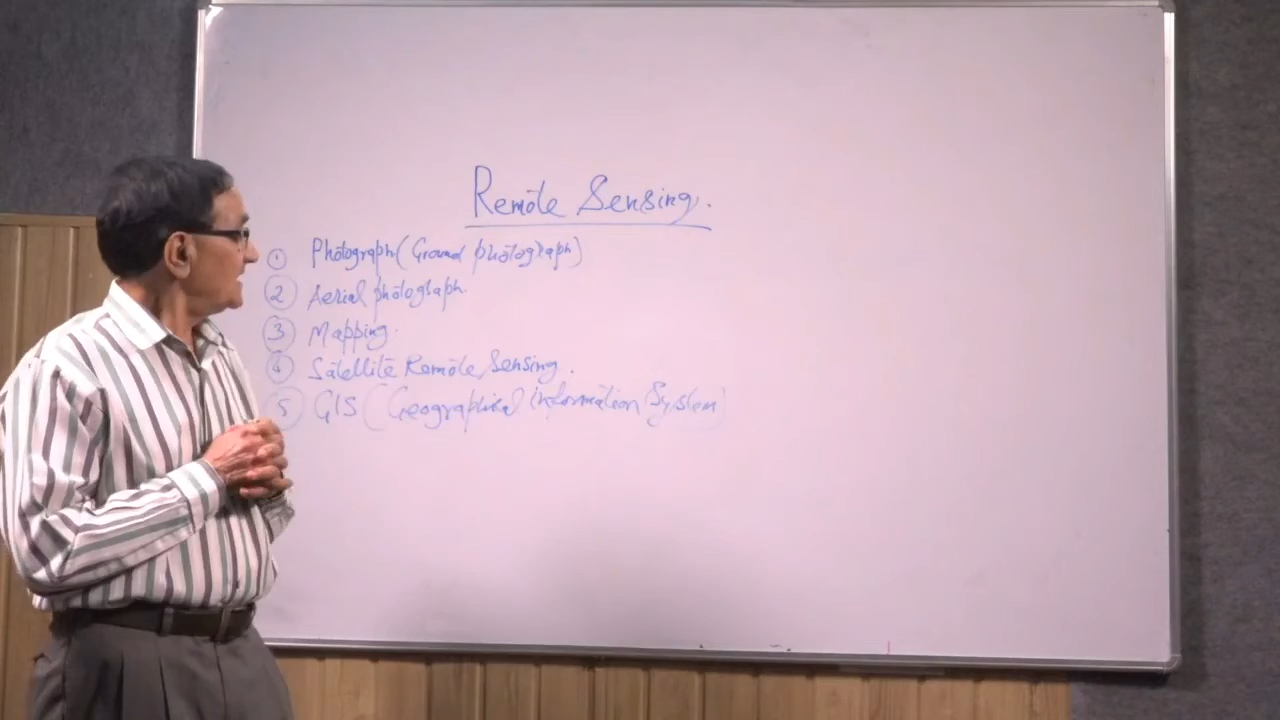 Remote Sensing.
1 Photograph (Ground photograph)
2 Aerial photograph.
3 Mapping.
4 Satellite Remote Sensing.
5 GIS (Geographical Information System)